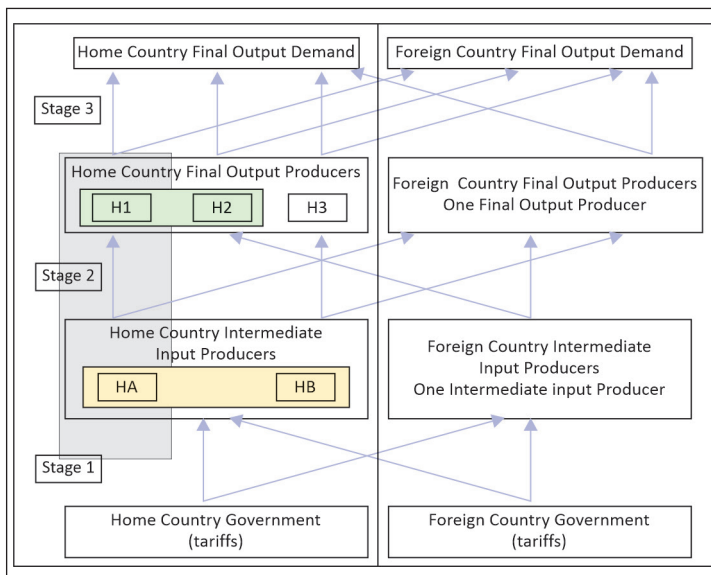 Home Country Final Output Demand
Foreign Country Final Output Demand
Stage 3
Home Country Final Output Producers
H1
H2
H3
Foreign Country Final Output Producers
One Final Output Producer
Stage 2
Home Country Intermediate
Input Producers
HA
HB
Foreign Country Intermediate
Input Producers
One Intermediate input Producer
Stage 1
Home Country Government
(tariffs)
Foreign Country Government
(tariffs)